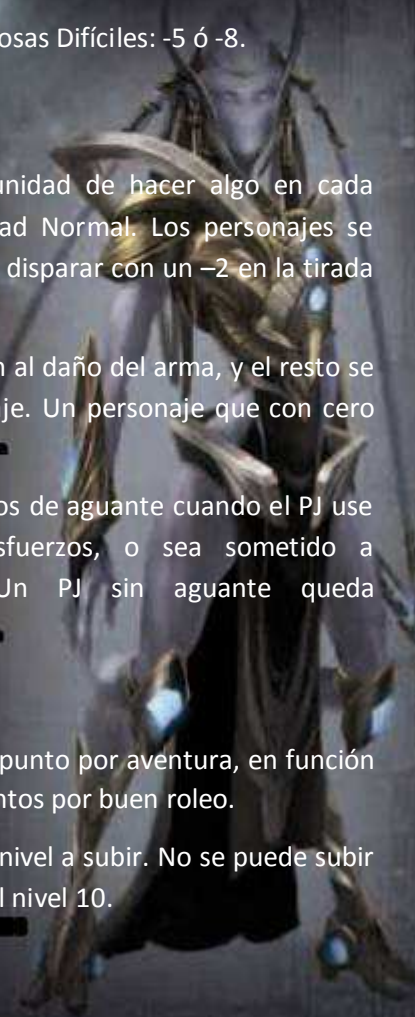 osas Difíciles: -5 ó -8.
unidad de hacer algo en cada
ad Normal. Los personajes se
disparar con un –2 en la tirada
n al daño del arma, y el resto se
aje. Un personaje que con cero
os de aguante cuando el PJ use
sfuerzos, o sea sometido a
Un PJ sin aguante queda
punto por aventura, en función
ntos por buen roleo.
nivel a subir. No se puede subir
l nivel 10.